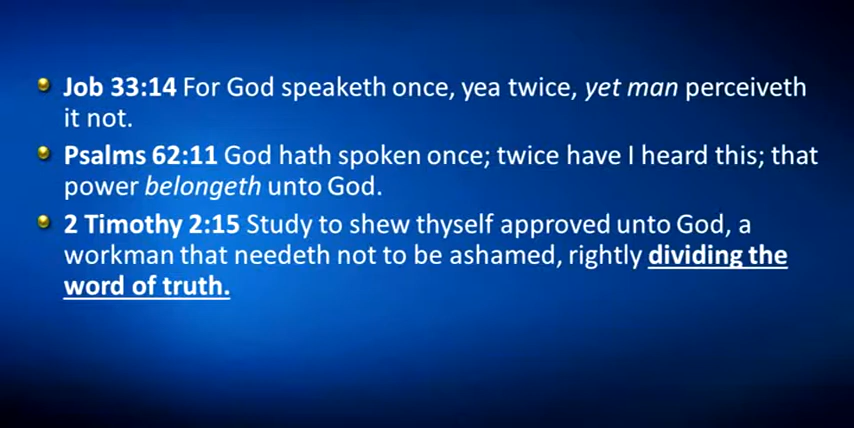 Job 33:14 For God speaketh once, yea twice, yet man perceiveth
it not.
Psalms 62:11 God hath spoken once; twice have I heard this; that
power belongeth unto God.
2 Timothy 2:15 Study to shew thyself approved unto God, a
workman that needeth not to be ashamed, rightly dividing the
word of truth.